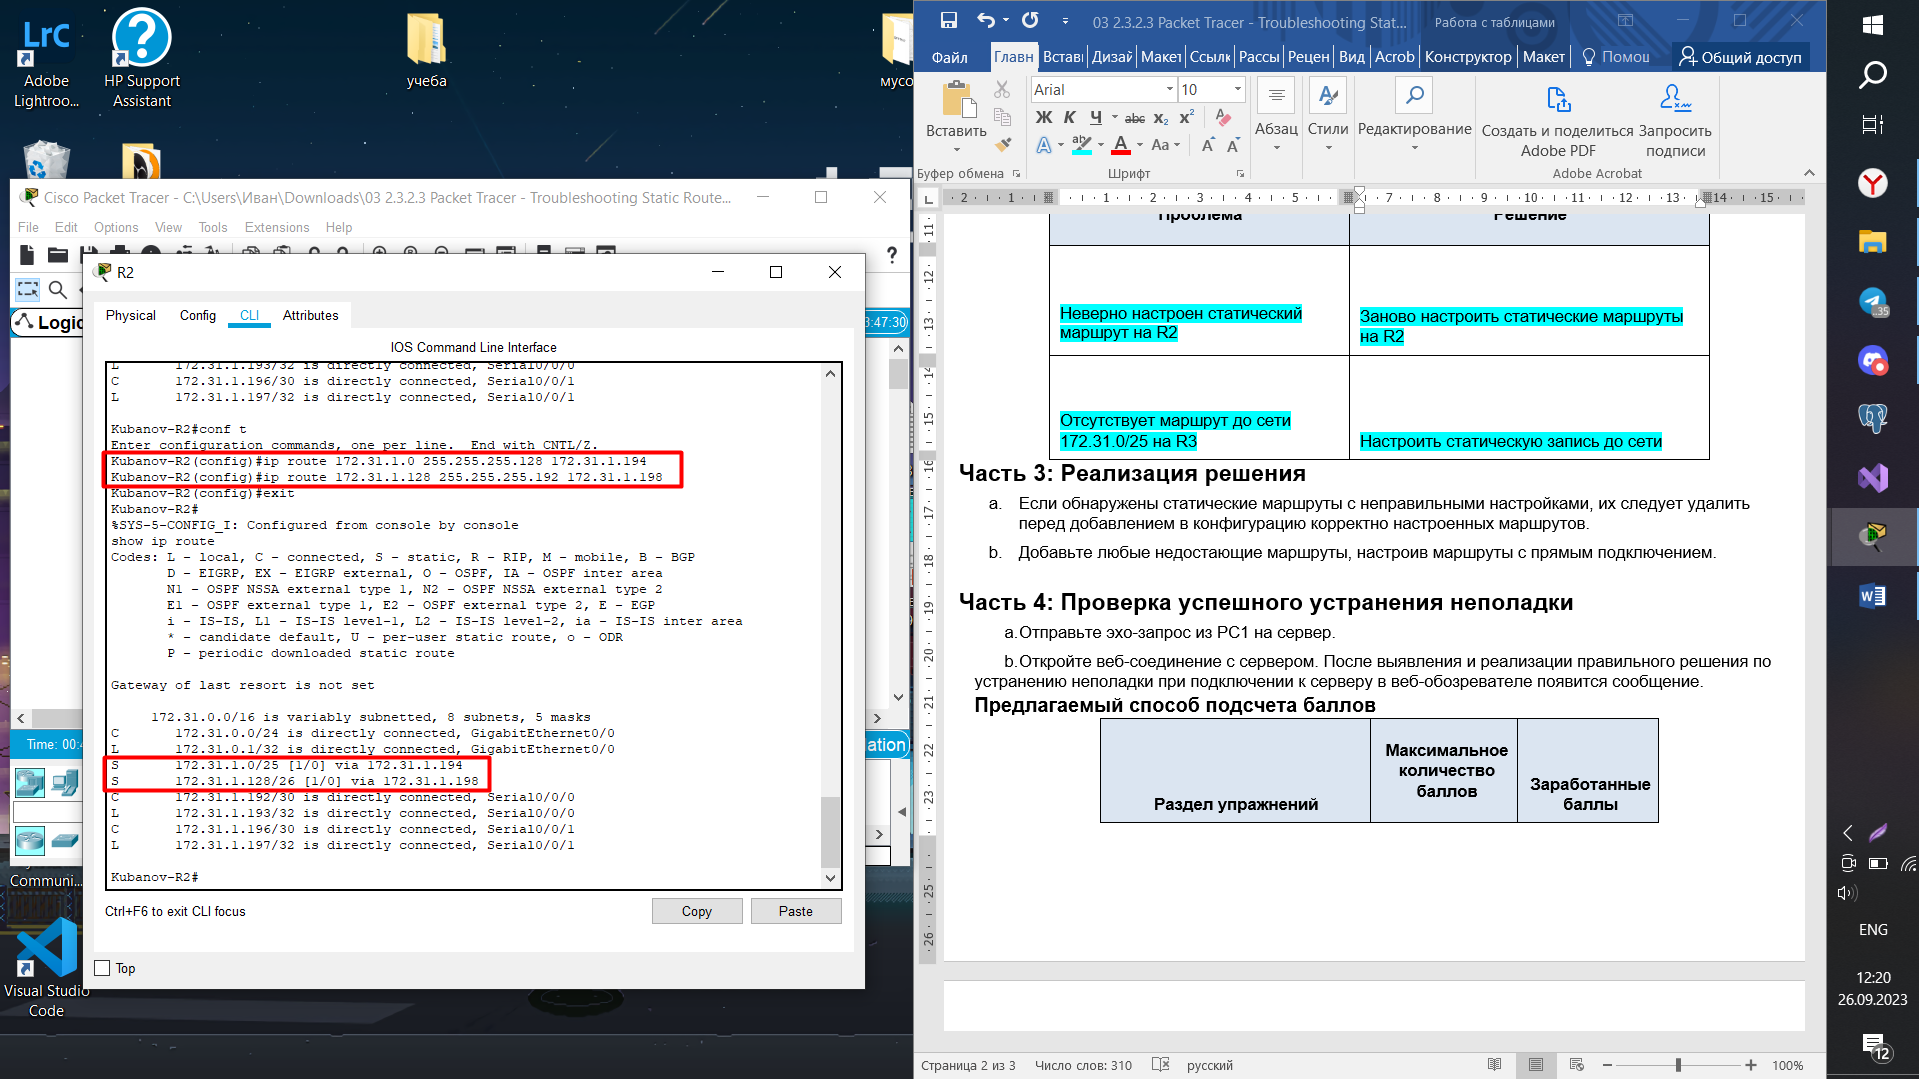 Adobe
Lightroo...
HP Support
Assistant
учеба
мусо
Cisco Packet Tracer - C:\Users\Иван\Downloads\03 2.3.2.3 Packet Tracer - Troubleshooting Static Route...
File Edit Options View Tools Extensions Help
Logic
3:47:30
R2
Physical Config CLI Attributes
IOS Command Line Interface
L 172.31.1.193/32 is directly connected, Serial0/0/0
C 172.31.1.196/30 is directly connected, Serial0/0/1
L 172.31.1.197/32 is directly connected, Serial0/0/1
Kubanov-R2#conf t
Enter configuration commands, one per line. End with CNTL/Z.
Kubanov-R2(config)#ip route 172.31.1.0 255.255.255.128 172.31.1.194
Kubanov-R2(config)#ip route 172.31.1.128 255.255.255.192 172.31.1.198
Kubanov-R2(config)#exit
Kubanov-R2#
%SYS-5-CONFIG_I: Configured from console by console
show ip route
Codes: L - local, C - connected, S - static, R - RIP, M - mobile, B - BGP
D - EIGRP, EX - EIGRP external, O - OSPF, IA - OSPF inter area
N1 - OSPF NSSA external type 1, N2 - OSPF NSSA external type 2
E1 - OSPF external type 1, E2 - OSPF external type 2, E - EGP
i - IS-IS, L1 - IS-IS level-1, L2 - IS-IS level-2, ia - IS-IS inter area
* - candidate default, U - per-user static route, o - ODR
P - periodic downloaded static route
Gateway of last resort is not set
172.31.0.0/16 is variably subnetted, 8 subnets, 5 masks
C 172.31.0.0/24 is directly connected, GigabitEthernet0/0
L 172.31.0.1/32 is directly connected, GigabitEthernet0/0
S 172.31.1.0/25 [1/0] via 172.31.1.194
S 172.31.1.128/26 [1/0] via 172.31.1.198
C 172.31.1.192/30 is directly connected, Serial0/0/0
L 172.31.1.193/32 is directly connected, Serial0/0/0
C 172.31.1.196/30 is directly connected, Serial0/0/1
L 172.31.1.197/32 is directly connected, Serial0/0/1
Kubanov-R2#
Ctrl+F6 to exit CLI focus
Copy
Paste
Top
Time: 00:4
ation
Communi...
Visual Studio
Code
03 2.3.2.3 Packet Tracer - Troubleshooting Stat...
Работа с таблицами
Файл Главн Встави Дизай Макет Ссылк Рассы Рецен Вид Acrob Конструктор Макет Помощ Общий доступ
Вставить
Буфер обмена
Arial 10
Ж К Ч abc x₂ x²
A Aa A A
Шрифт
Абзац
Стили
Редактирование
Создать и поделиться
Adobe PDF
Запросить
подписи
Adobe Acrobat
Проблема
Решение
Неверно настроен статический
маршрут на R2
Заново настроить статические маршруты
на R2
Отсутствует маршрут до сети
172.31.0/25 на R3
Настроить статическую запись до сети
Часть 3: Реализация решения
a. Если обнаружены статические маршруты с неправильными настройками, их следует удалить
перед добавлением в конфигурацию корректно настроенных маршрутов.
b. Добавьте любые недостающие маршруты, настроив маршруты с прямым подключением.
Часть 4: Проверка успешного устранения неполадки
a.Отправьте эхо-запрос из PC1 на сервер.
b.Откройте веб-соединение с сервером. После выявления и реализации правильного решения по
устранению неполадки при подключении к серверу в веб-обозревателе появится сообщение.
Предлагаемый способ подсчета баллов
Раздел упражнений
Максимальное
количество
баллов
Заработанные
баллы
Страница 2 из 3 Число слов: 310 русский 100%
ENG
12:20
26.09.2023
12